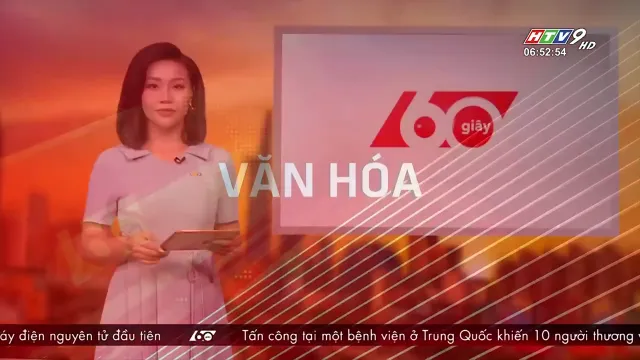 HTV9 HD
06:52:54
60 giây
VĂN HÓA
áy điện nguyên tử đầu tiên 60 Tấn công tại một bệnh viện ở Trung Quốc khiến 10 người thương v